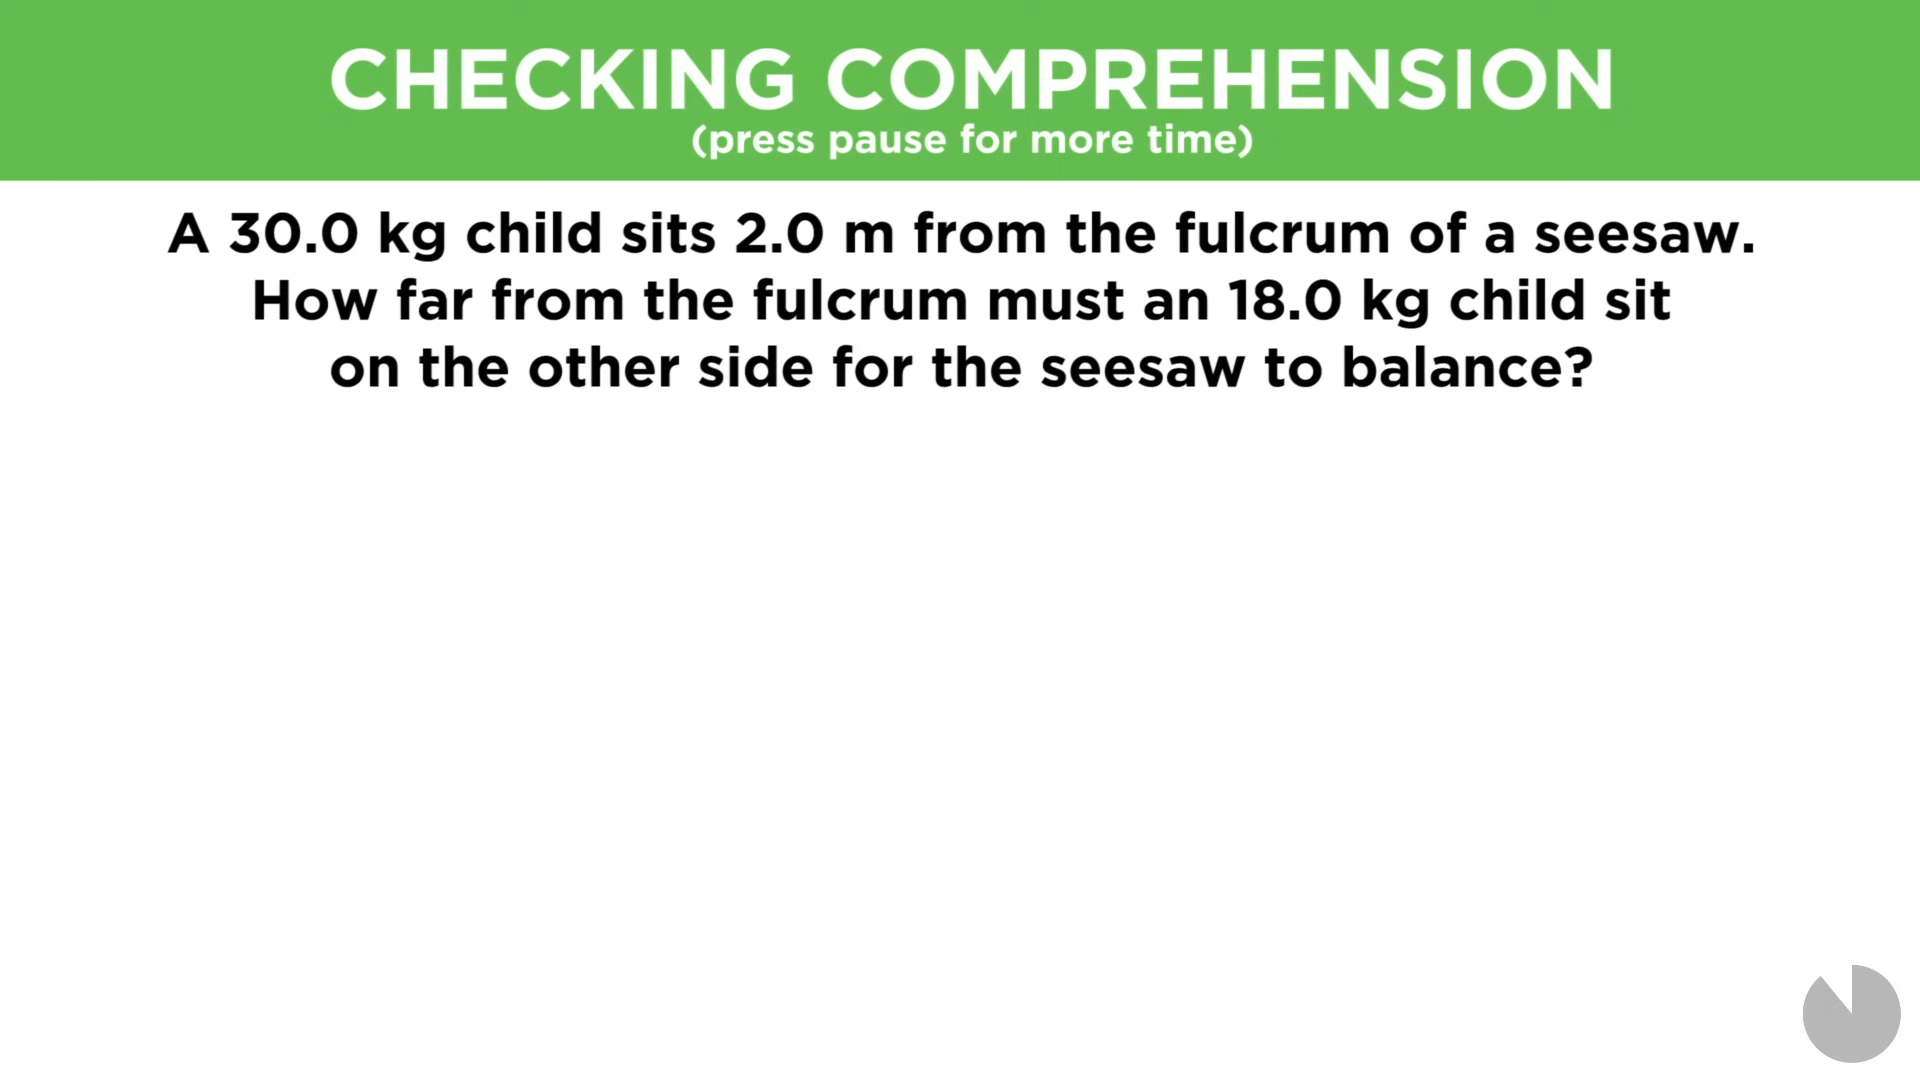 CHECKING COMPREHENSION
(press pause for more time)
A 30.0 kg child sits 2.0 m from the fulcrum of a seesaw.
How far from the fulcrum must an 18.0 kg child sit
on the other side for the seesaw to balance?